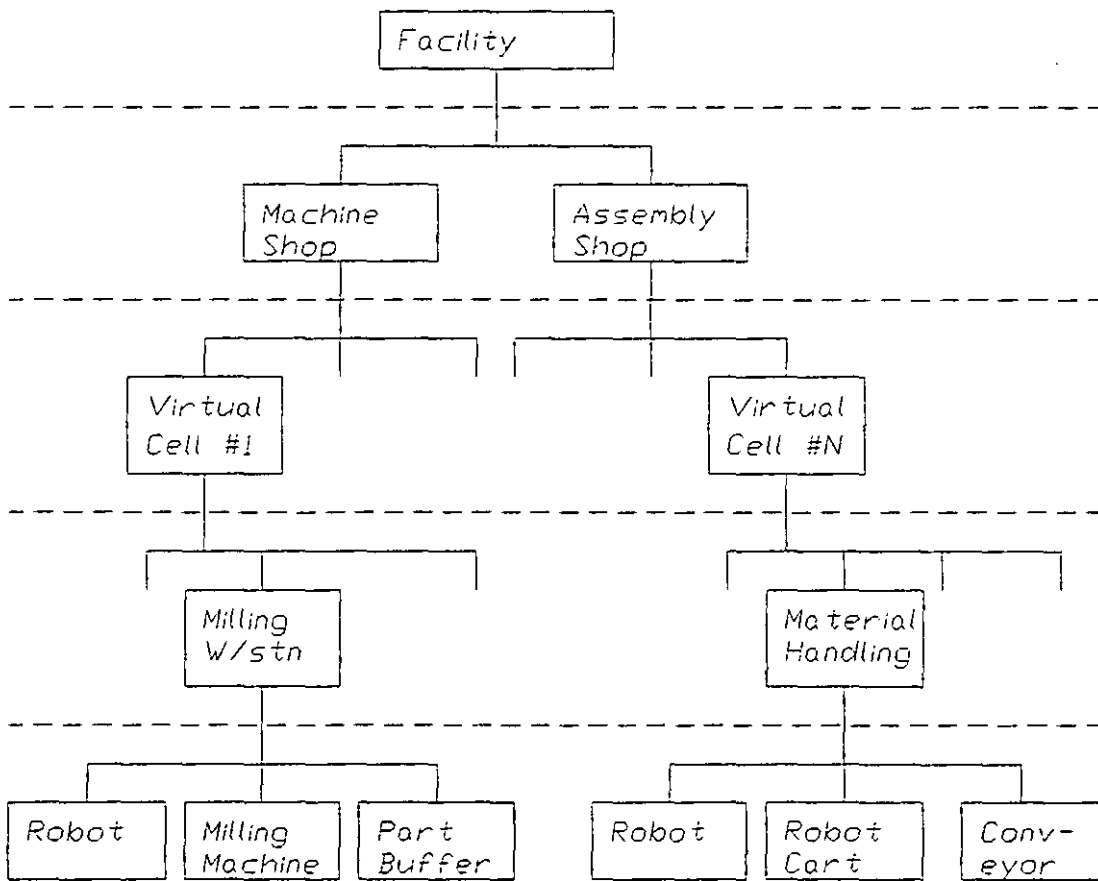 Facility
Machine
Shop
Assembly
Shop
Virtual
Cell #1
Virtual
Cell #N
Milling
W/stn
Material
Handling
Robot
Milling
Machine
Part
Buffer
Robot
Robot
Cart
Conv-
eyor